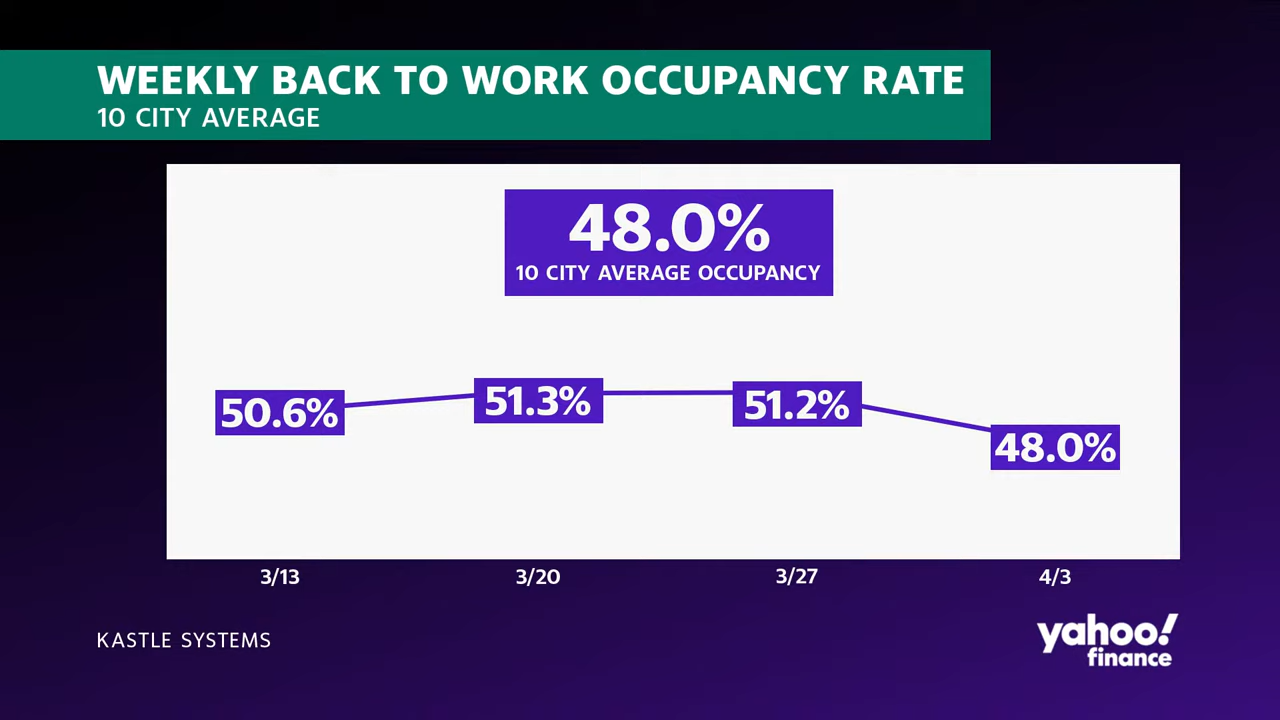 WEEKLY BACK TO WORK OCCUPANCY RATE
10 CITY AVERAGE
48.0%
10 CITY AVERAGE OCCUPANCY
50.6%
51.3%
51.2%
48.0%
3/13
3/20
3/27
4/3
KASTLE SYSTEMS
yahoo!
finance